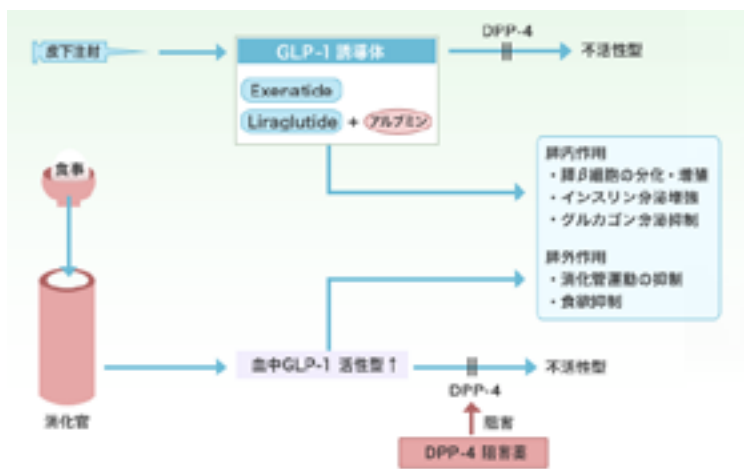 皮下注射
GLP-1 誘導体
DPP-4
不活性型
Exenatide
Liraglutide + アルブミン
食事
膵内作用
・膵β細胞の分化・増殖
・インスリン分泌増強
・グルカゴン分泌抑制
膵外作用
・消化管運動の抑制
・食欲抑制
血中GLP-1 活性型↑
不活性型
DPP-4
消化官
阻害
DPP-4 阻害薬